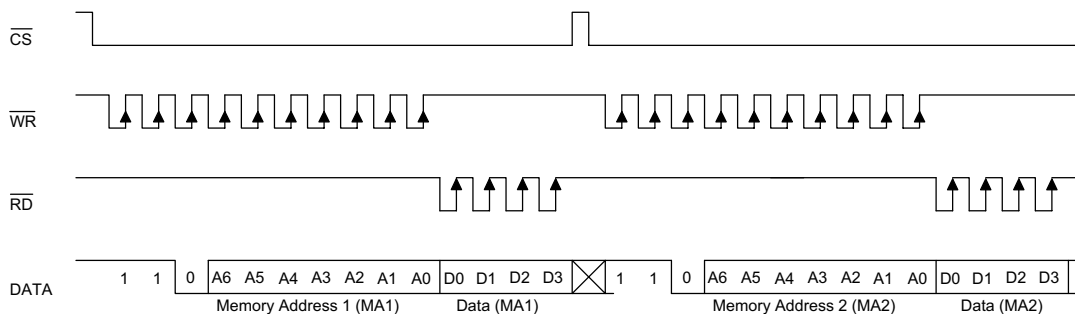 CS
WR
RD
DATA 1 1 0 A6 A5 A4 A3 A2 A1 A0 D0 D1 D2 D3 1 1 0 A6 A5 A4 A3 A2 A1 A0 D0 D1 D2 D3
Memory Address 1 (MA1) Data (MA1) Memory Address 2 (MA2) Data (MA2)